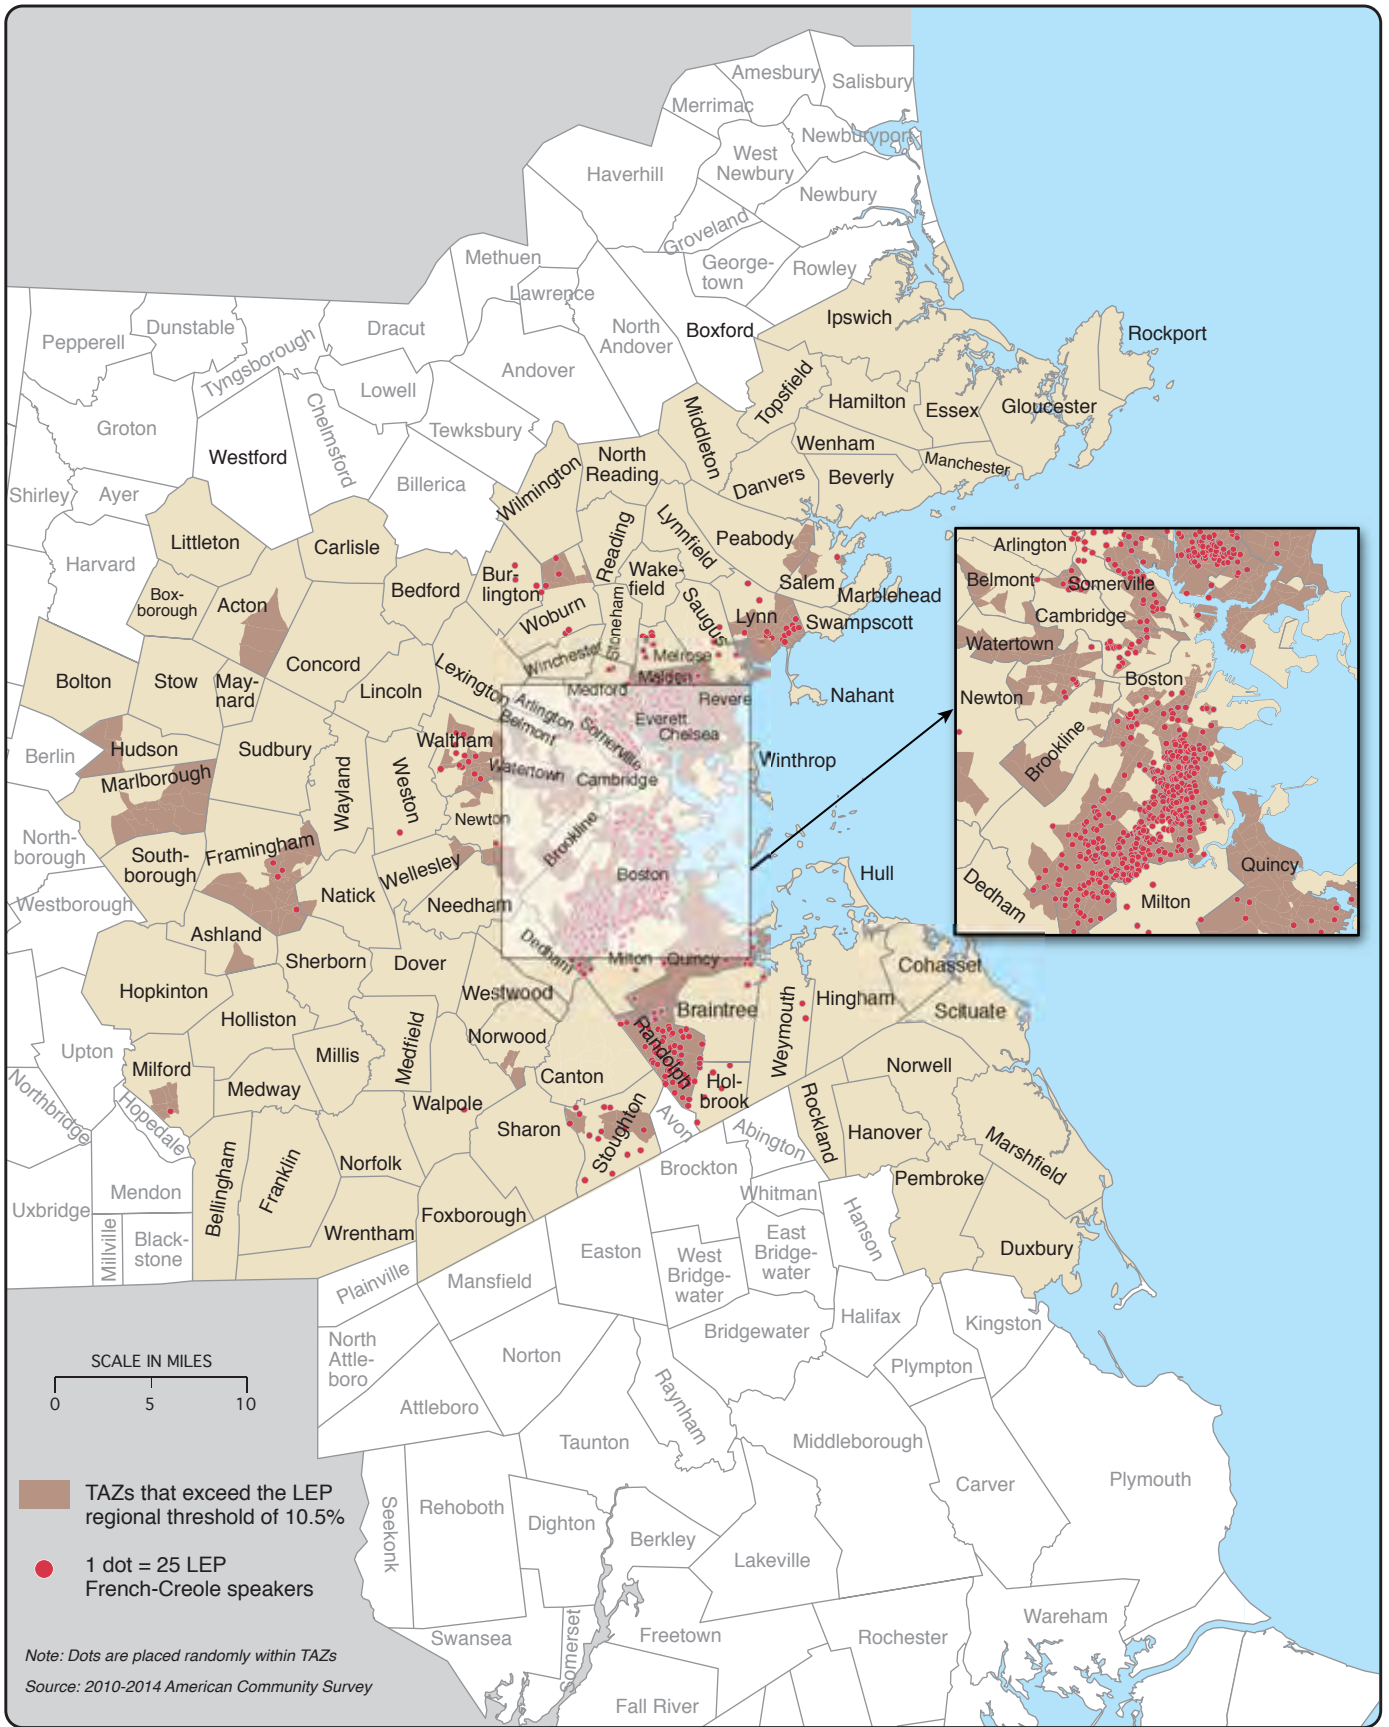 Amesbury
Salisbury
Merrimac
Newburyport
West
Newbury
Haverhill
Newbury
Groveland
Methuen
George-
town
Rowley
Lawrence
Ipswich
Dunstable
Dracut
North
Andover
Boxford
Rockport
Pepperell
Tyngsborough
Andover
Lowell
Topsfield
Hamilton
Essex
Gloucester
Groton
Chelmsford
Tewksbury
Middleton
Wenham
Westford
North
Reading
Manchester
Shirley
Ayer
Billerica
Wilmington
Danvers
Beverly
Littleton
Carlisle
Reading
Lynnfield
Peabody
Harvard
Bur-
lington
Wake-
field
Salem
Marblehead
Box-
borough
Acton
Bedford
Woburn
Stoneham
Saugus
Lynn
Swampscott
Concord
Lexington
Winchester
Melrose
Malden
Bolton
Stow
May-
nard
Lincoln
Medford
Revere
Nahant
Arlington
Somerville
Everett
Chelsea
Belmont
Berlin
Hudson
Sudbury
Waltham
Watertown
Cambridge
Winthrop
Marlborough
Wayland
Weston
Newton
Brookline
North-
borough
South-
borough
Framingham
Wellesley
Boston
Hull
Westborough
Natick
Needham
Ashland
Sherborn
Dover
Dedham
Milton
Quincy
Cohasset
Hopkinton
Westwood
Braintree
Weymouth
Hingham
Scituate
Holliston
Medfield
Norwood
Randolph
Upton
Millis
Norwell
Milford
Medway
Canton
Hol-
brook
Northbridge
Hopedale
Walpole
Sharon
Stoughton
Avon
Abington
Rockland
Hanover
Marshfield
Bellingham
Franklin
Norfolk
Brockton
Pembroke
Mendon
Whitman
Uxbridge
Wrentham
Foxborough
Hanson
Millville
Black-
stone
Easton
West
Bridge-
water
East
Bridge-
water
Duxbury
Plainville
Mansfield
Halifax
Kingston
North
Attle-
boro
Norton
Bridgewater
Plympton
Raynham
Attleboro
Taunton
Middleborough
Carver
Plymouth
Seekonk
Rehoboth
Dighton
Berkley
Lakeville
Swansea
Somerset
Freetown
Rochester
Wareham
Fall River
Arlington
Belmont
Somerville
Cambridge
Watertown
Boston
Newton
Brookline
Dedham
Milton
Quincy
SCALE IN MILES
0 5 10
TAZs that exceed the LEP
regional threshold of 10.5%
1 dot = 25 LEP
French-Creole speakers
Note: Dots are placed randomly within TAZs
Source: 2010-2014 American Community Survey